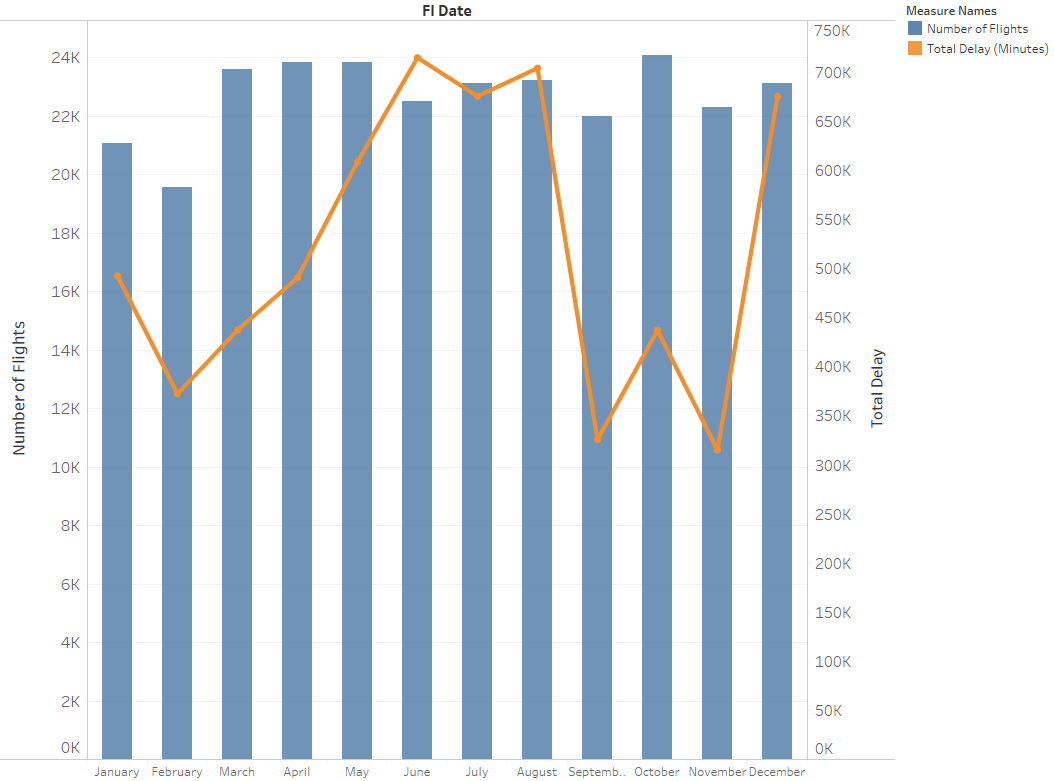 FI Date
Measure Names
Number of Flights
Total Delay (Minutes)
24K
22K
20K
18K
16K
14K
12K
10K
8K
6K
4K
2K
0K
Number of Flights
750K
700K
650K
600K
550K
500K
450K
400K
350K
300K
250K
200K
150K
100K
50K
0K
Total Delay
January February March April May June July August Septemb.. October November December